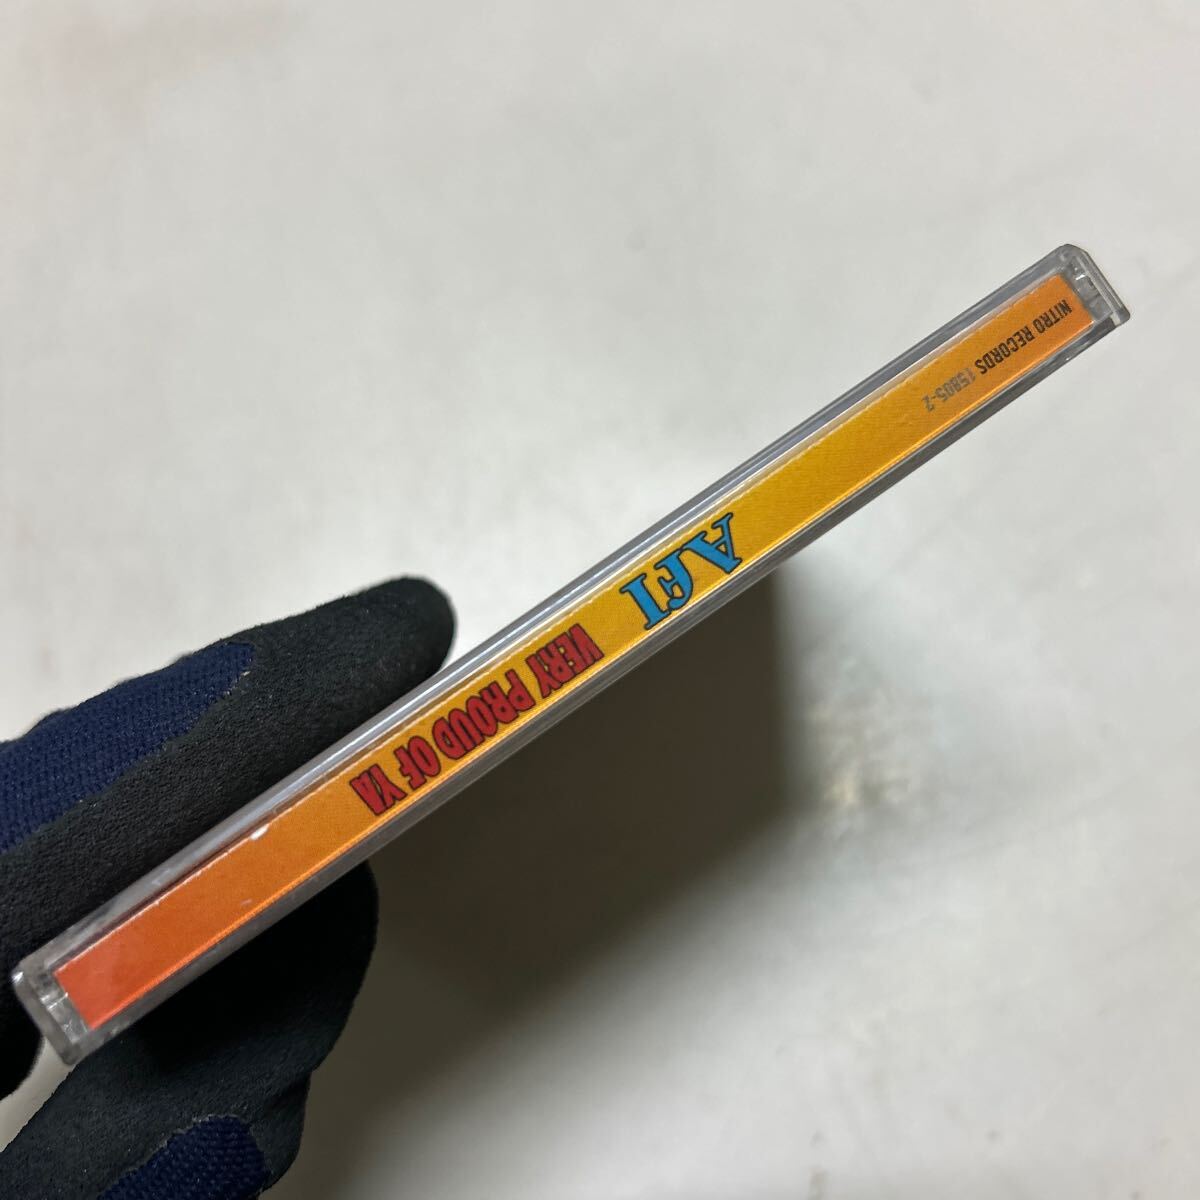 AFI
VERY PROUD OF YA
NITRO RECORDS 15805-2